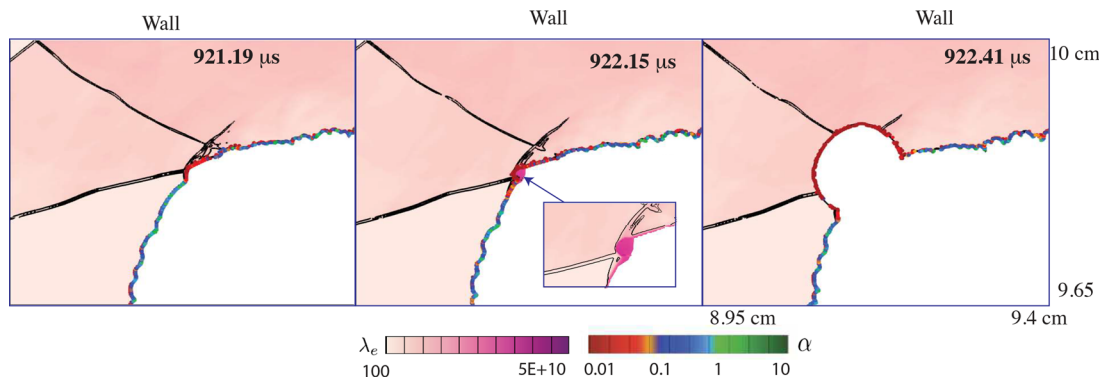 Wall
Wall
Wall
921.19 μs
922.15 μs
922.41 μs
10 cm
9.65
8.95 cm
9.4 cm
λe
100
5E+10
α
0.01
0.1
1
10